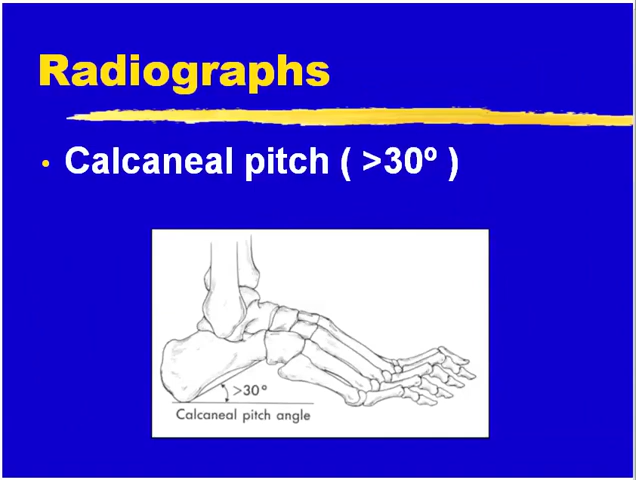 Radiographs
• Calcaneal pitch ( >30º )
>30°
Calcaneal pitch angle